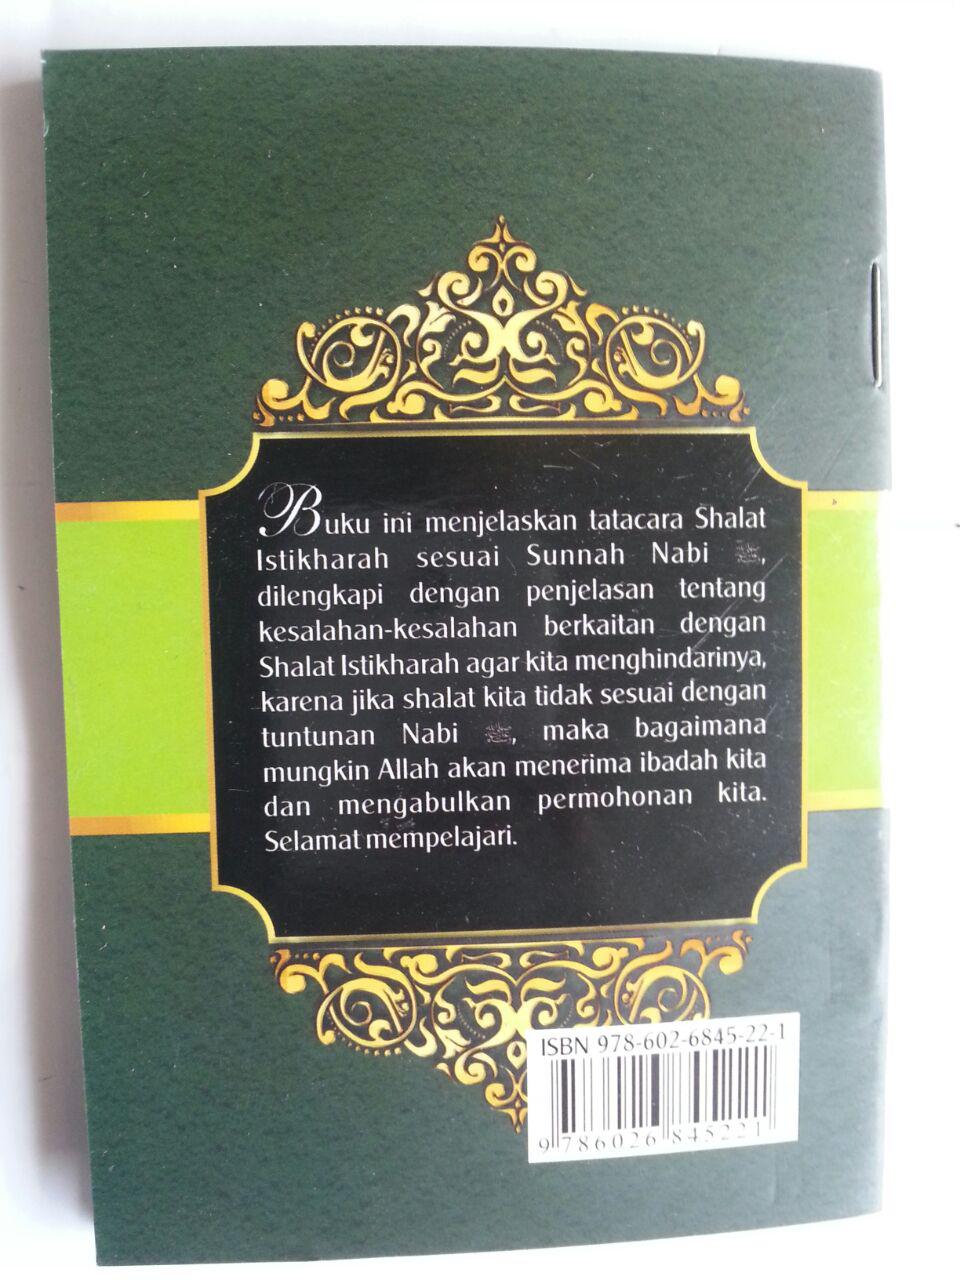 Buku ini menjelaskan tatacara Shalat
Istikharah sesuai Sunnah Nabi ﷺ,
dilengkapi dengan penjelasan tentang
kesalahan-kesalahan berkaitan dengan
Shalat Istikharah agar kita menghindarinya,
karena jika shalat kita tidak sesuai dengan
tuntunan Nabi ﷺ, maka bagaimana
mungkin Allah akan menerima ibadah kita
dan mengabulkan permohonan kita.
Selamat mempelajari.
ISBN 978-602-6845-22-1
9 786026 845221